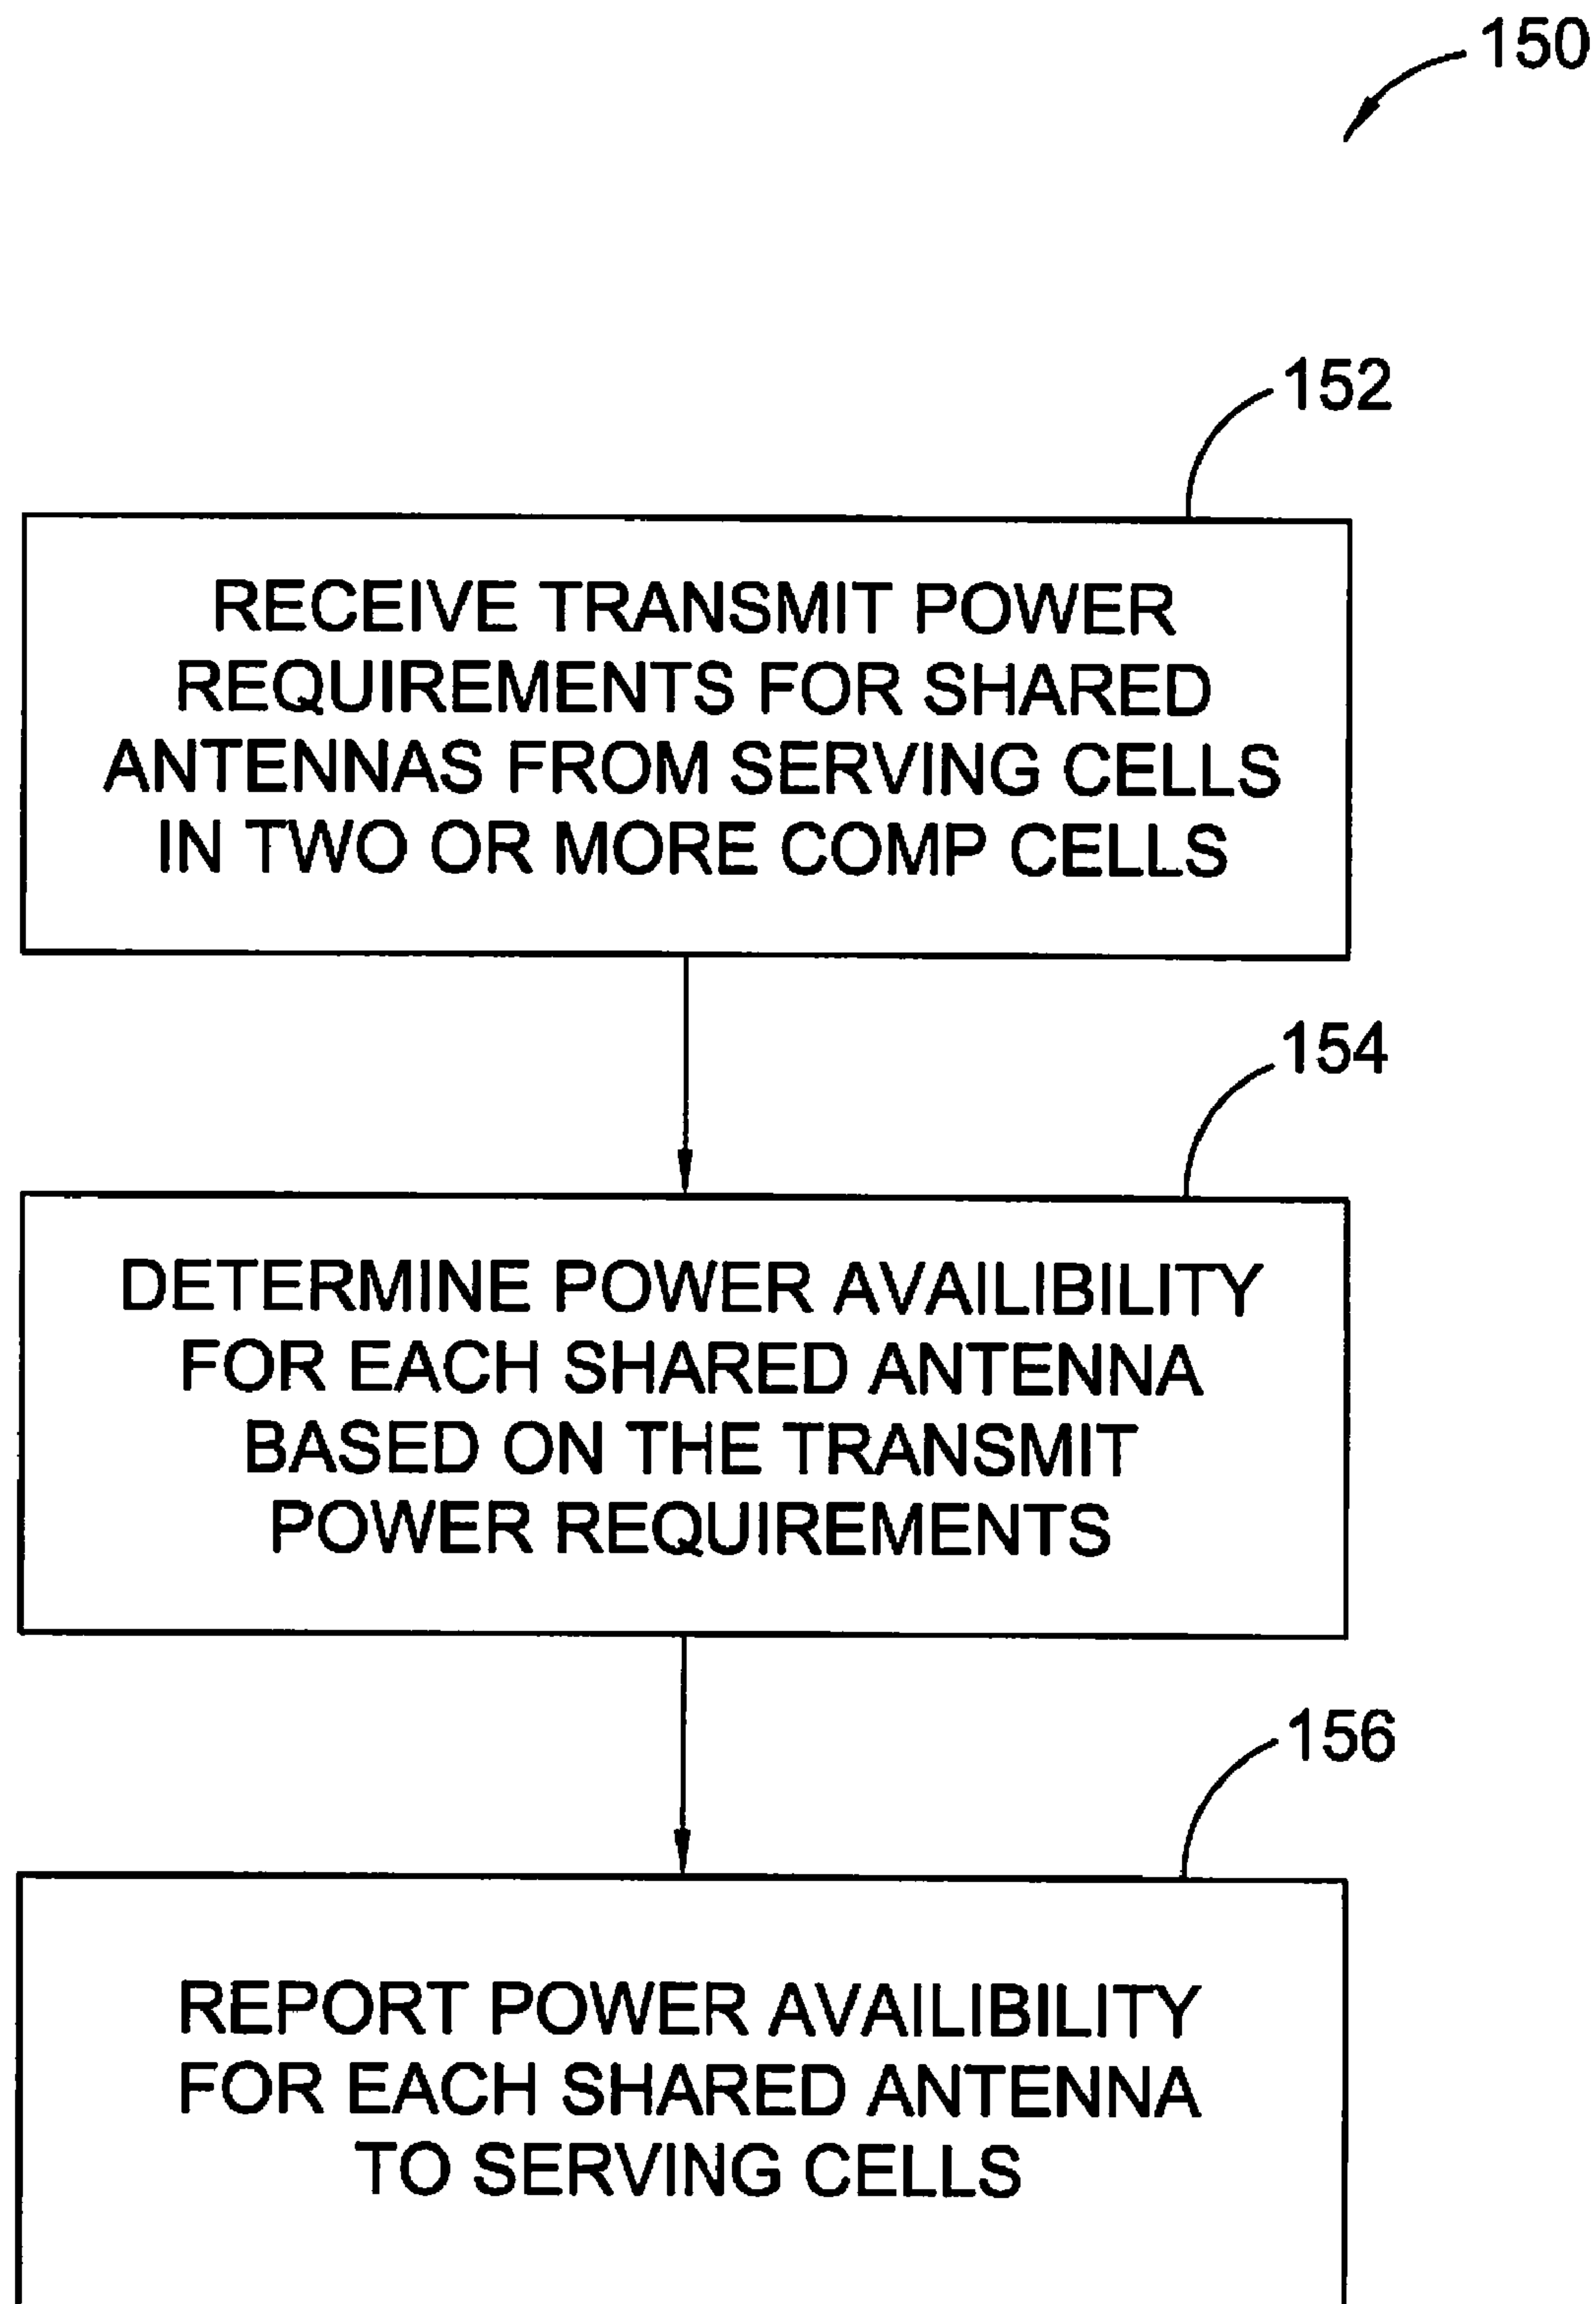 150
152
RECEIVE TRANSMIT POWER
REQUIREMENTS FOR SHARED
ANTENNAS FROM SERVING CELLS
IN TWO OR MORE COMP CELLS
154
DETERMINE POWER AVAILIBILITY
FOR EACH SHARED ANTENNA
BASED ON THE TRANSMIT
POWER REQUIREMENTS
156
REPORT POWER AVAILIBILITY
FOR EACH SHARED ANTENNA
TO SERVING CELLS